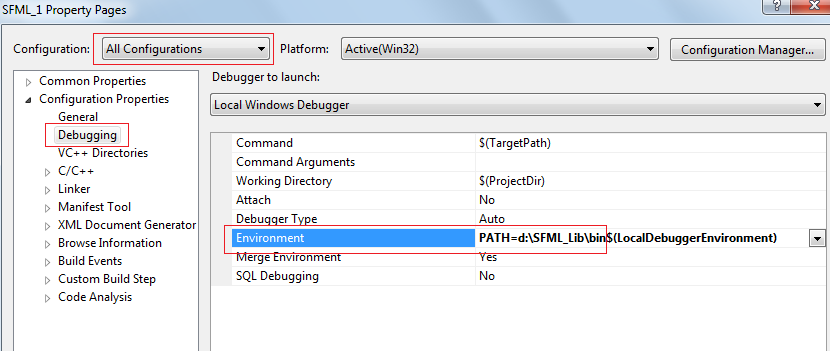 SFML_1 Property Pages
?
Configuration: All Configurations Platform: Active(Win32) Configuration Manager...
Common Properties
Configuration Properties
General
Debugging
VC++ Directories
C/C++
Linker
Manifest Tool
XML Document Generator
Browse Information
Build Events
Custom Build Step
Code Analysis
Debugger to launch:
Local Windows Debugger
Command $(TargetPath)
Command Arguments
Working Directory $(ProjectDir)
Attach No
Debugger Type Auto
Environment PATH=d:\SFML_Lib\bin$(LocalDebuggerEnvironment)
Merge Environment Yes
SQL Debugging No